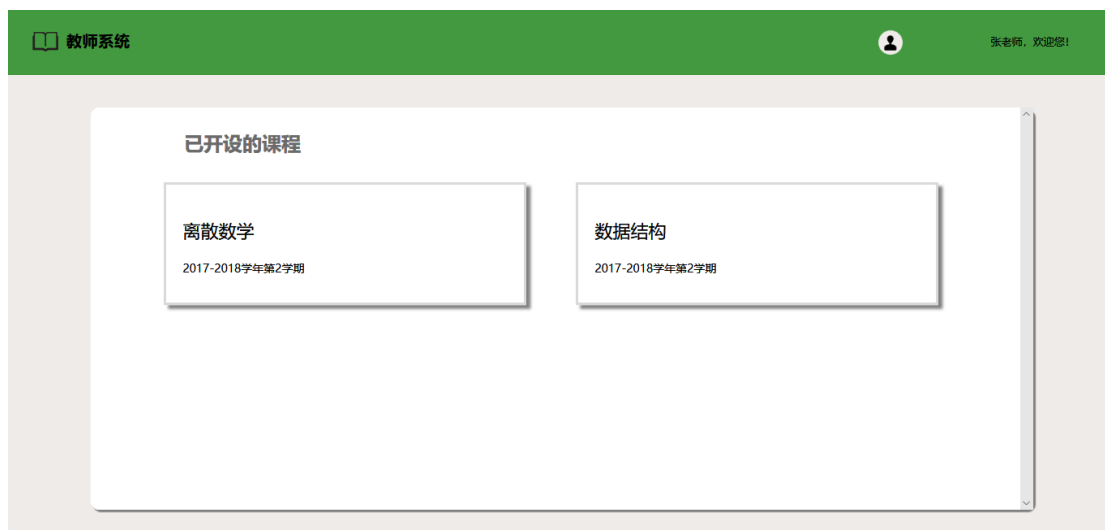 教师系统
张老师，欢迎您！
已开设的课程
离散数学
2017-2018学年第2学期
数据结构
2017-2018学年第2学期